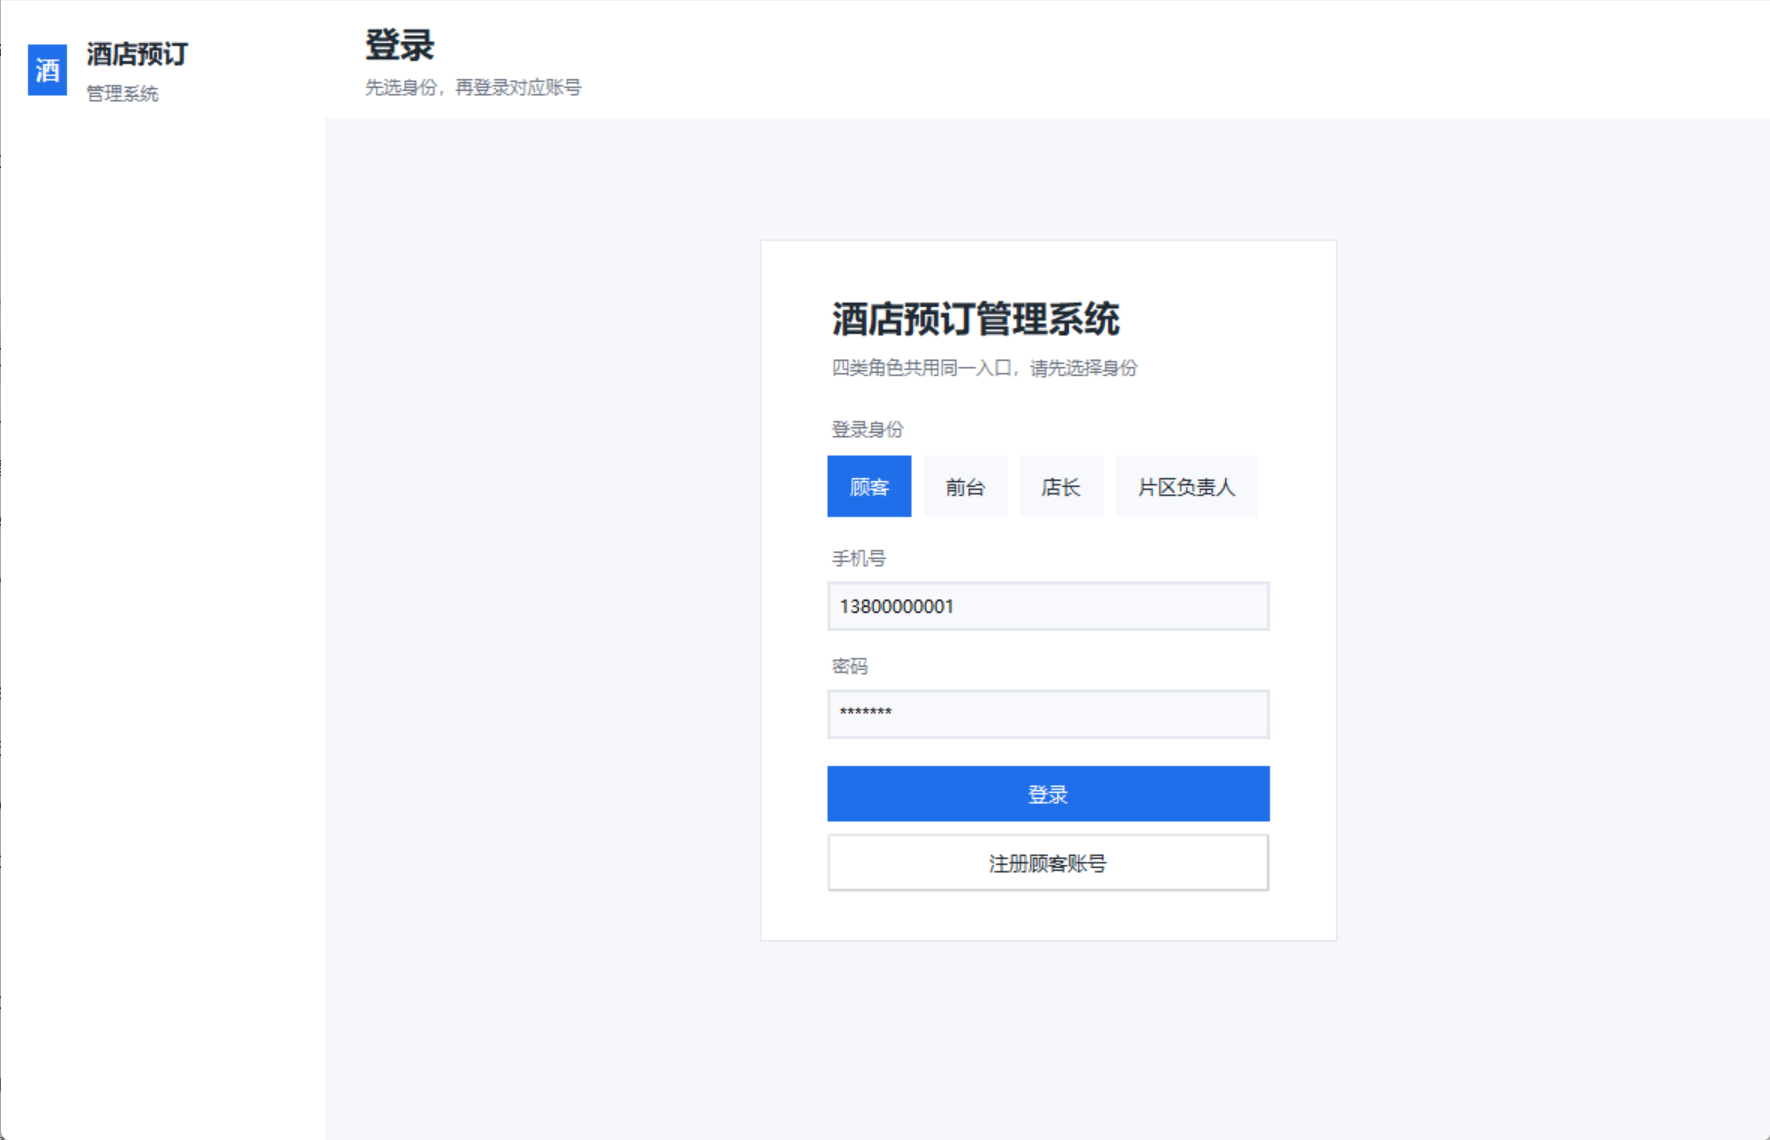 酒
酒店预订
管理系统
登录
先选身份，再登录对应账号
酒店预订管理系统
四类角色共用同一入口，请先选择身份
登录身份
顾客 前台 店长 片区负责人
手机号
13800000001
密码
*******
登录
注册顾客账号